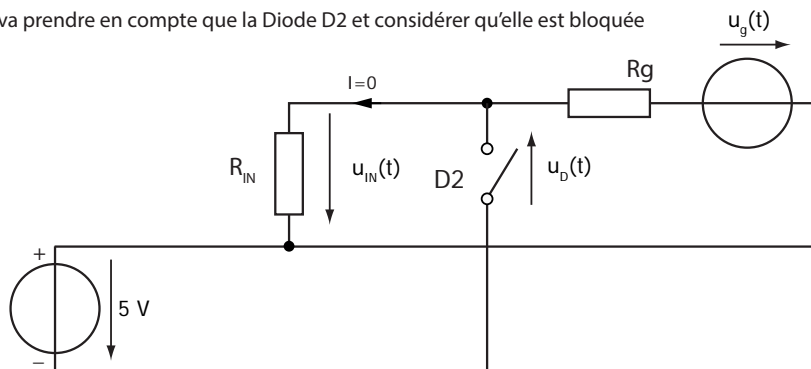 va prendre en compte que la Diode D2 et considérer qu'elle est bloquée
u_g(t)
Rg
I=0
R_IN
u_IN(t)
D2
u_D(t)
+
5 V
–